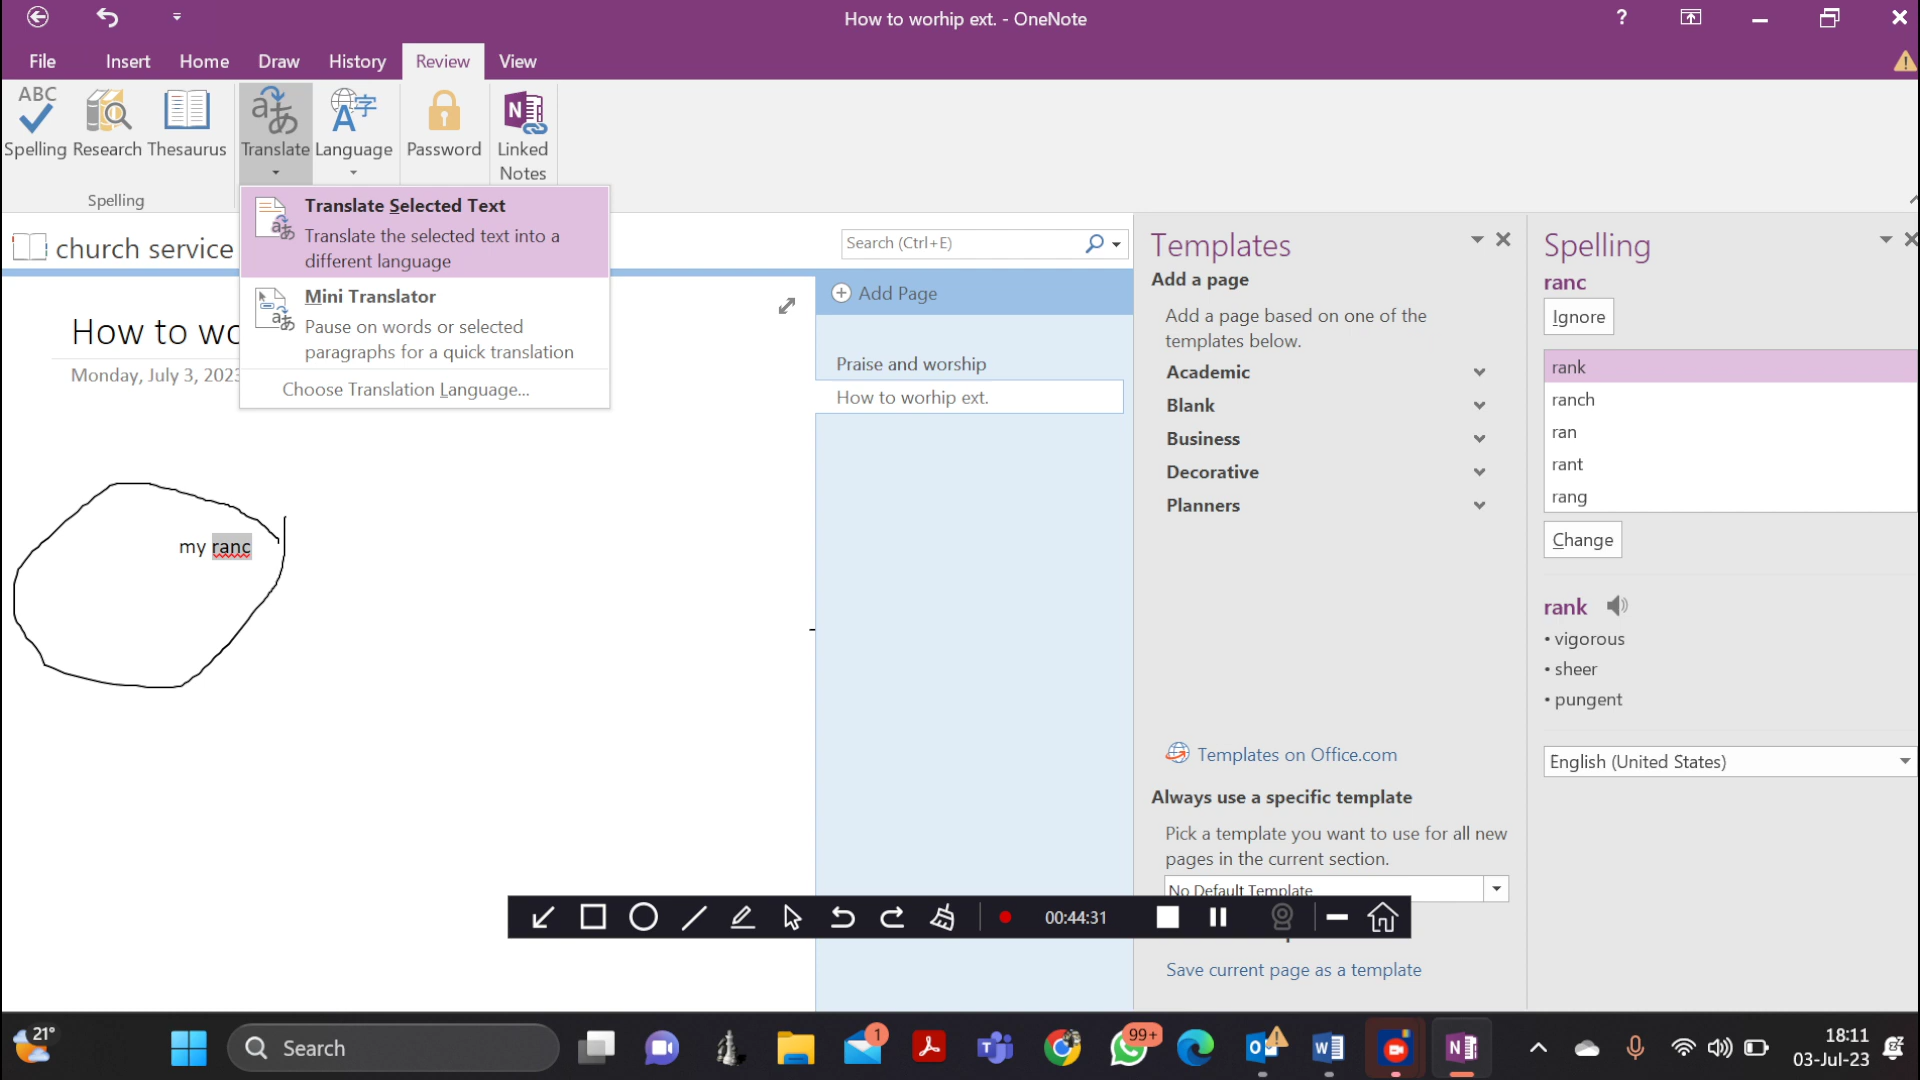 How to worhip ext. - OneNote
?
File Insert Home Draw History Review View
ABC
Spelling Research Thesaurus Translate Language Password Linked Notes
Spelling
Translate Selected Text
Translate the selected text into a
different language
Mini Translator
Pause on words or selected
paragraphs for a quick translation
Choose Translation Language...
church service
Search (Ctrl+E)
How to wo
Monday, July 3, 2023
my ranc
Add Page
Praise and worship
How to worhip ext.
Templates
Add a page
Add a page based on one of the
templates below.
Academic
Blank
Business
Decorative
Planners
Templates on Office.com
Always use a specific template
Pick a template you want to use for all new
pages in the current section.
No Default Template
Save current page as a template
Spelling
ranc
Ignore
rank
ranch
ran
rant
rang
Change
rank
• vigorous
• sheer
• pungent
English (United States)
00:44:31
21°
Search
1
99+
18:11
03-Jul-23